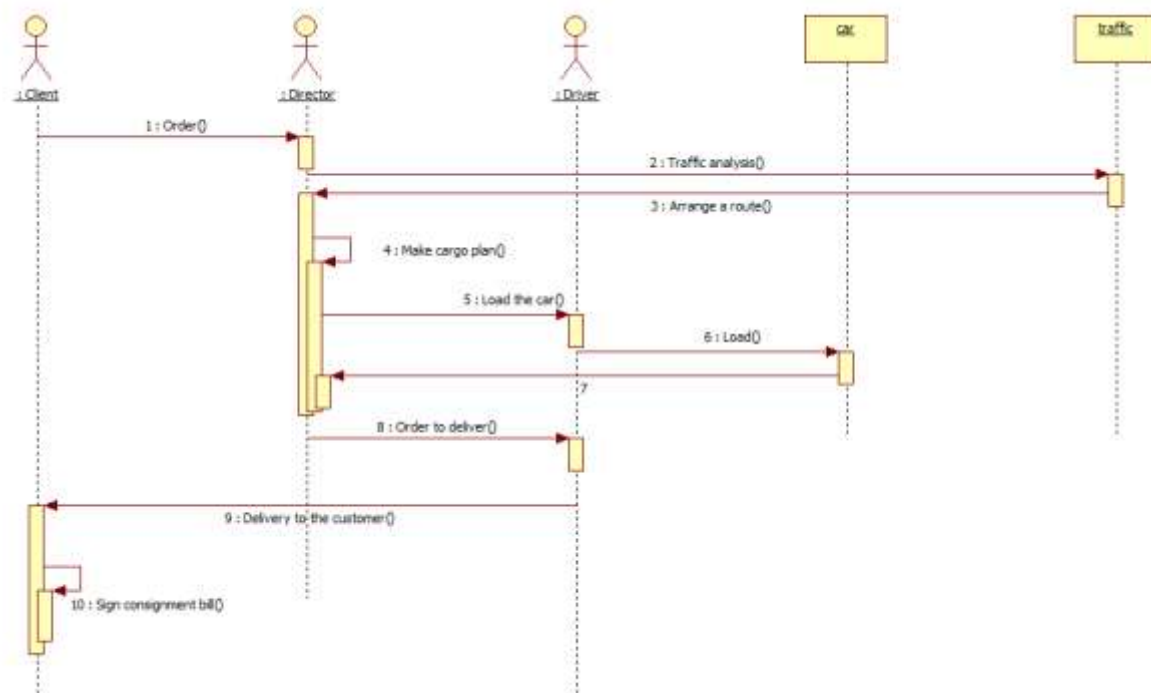 : Client
: Director
: Driver
car
traffic
1 : Order()
2 : Traffic analysis()
3 : Arrange a route()
4 : Make cargo plan()
5 : Load the car()
6 : Load()
7
8 : Order to deliver()
9 : Delivery to the customer()
10 : Sign consignment bill()